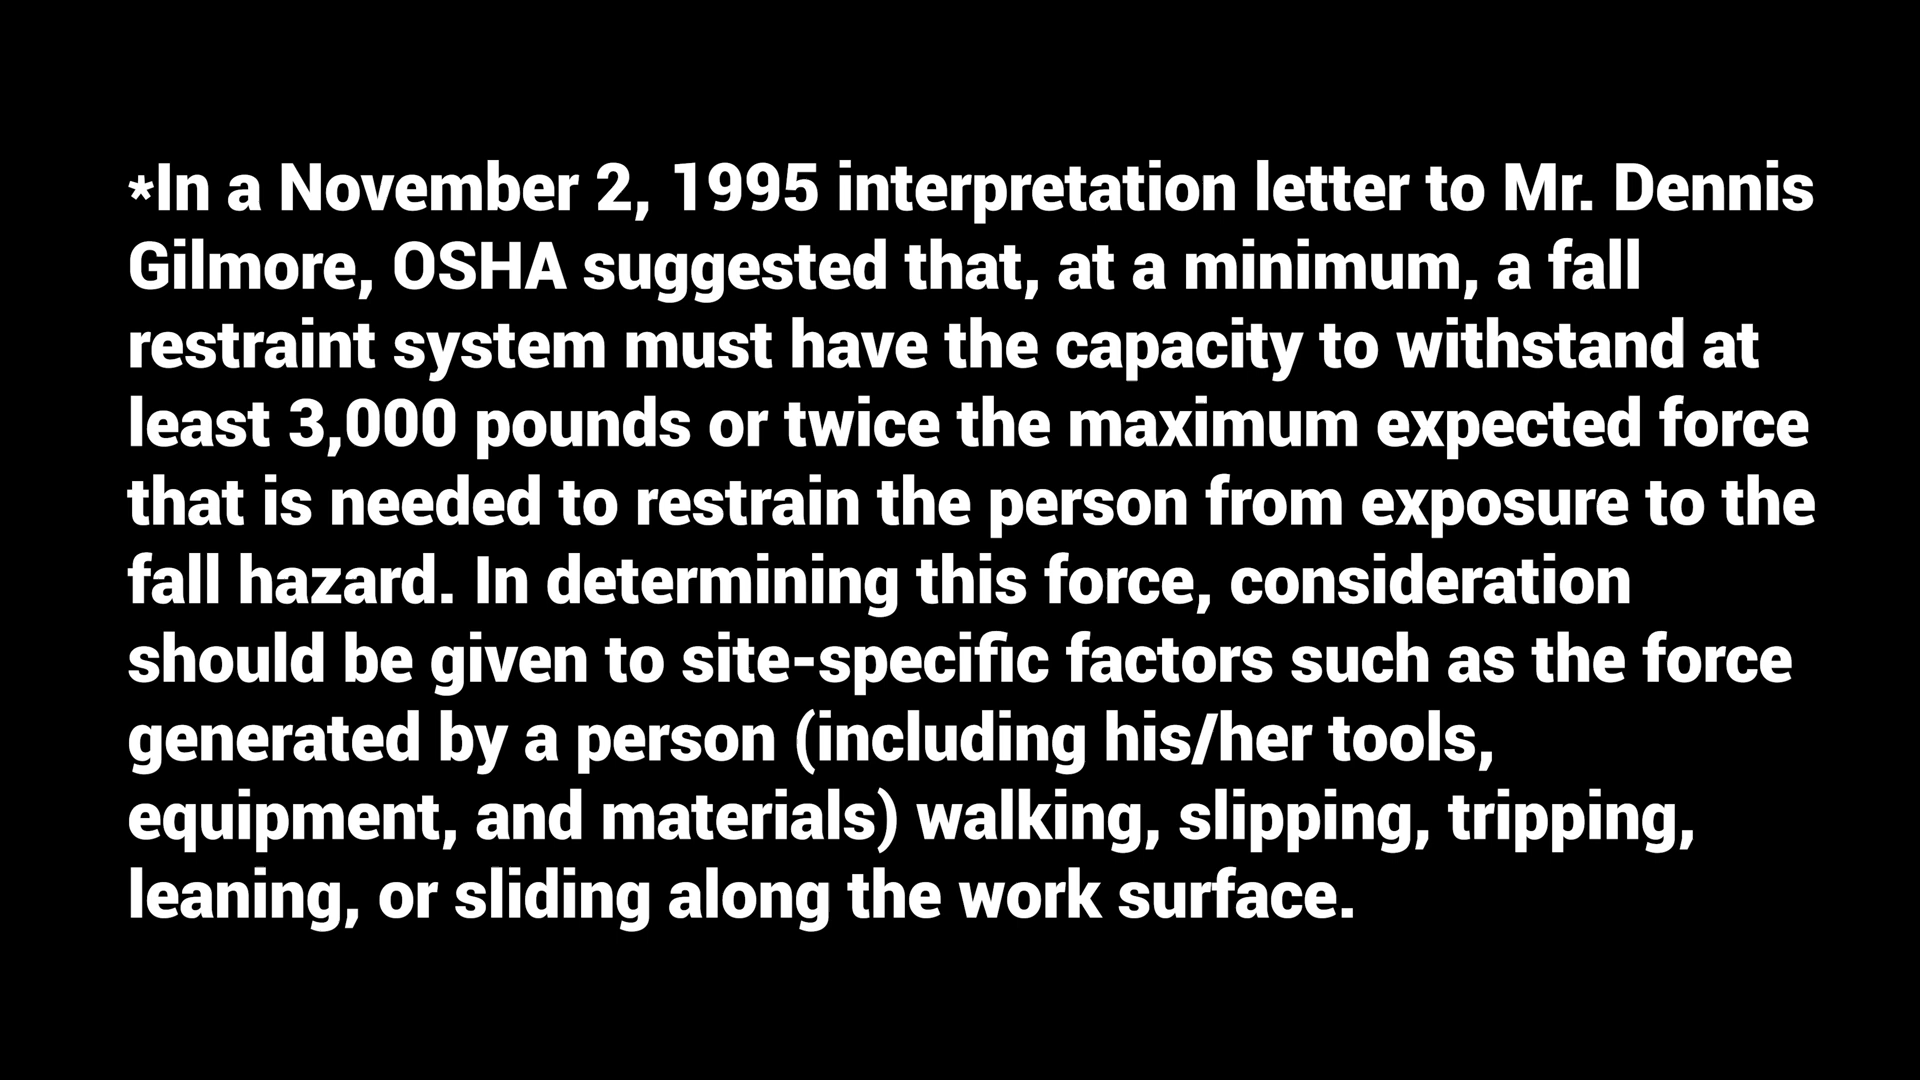 *In a November 2, 1995 interpretation letter to Mr. Dennis
Gilmore, OSHA suggested that, at a minimum, a fall
restraint system must have the capacity to withstand at
least 3,000 pounds or twice the maximum expected force
that is needed to restrain the person from exposure to the
fall hazard. In determining this force, consideration
should be given to site-specific factors such as the force
generated by a person (including his/her tools,
equipment, and materials) walking, slipping, tripping,
leaning, or sliding along the work surface.